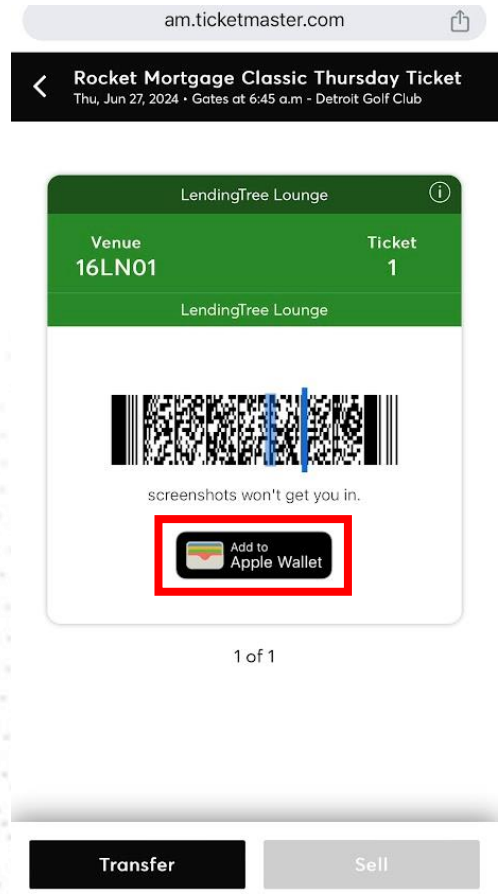 am.ticketmaster.com
Rocket Mortgage Classic Thursday Ticket
Thu, Jun 27, 2024 • Gates at 6:45 a.m - Detroit Golf Club
LendingTree Lounge
Venue Ticket
16LN01 1
LendingTree Lounge
screenshots won't get you in.
Add to
Apple Wallet
1 of 1
Transfer Sell